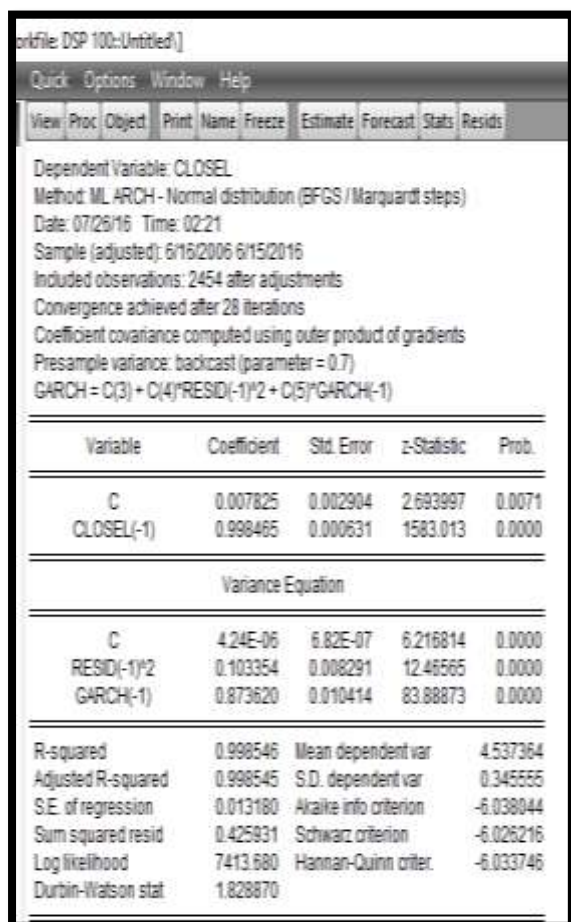 orkfile: DSP 100::Untitled\]
Quick Options Window Help
View Proc Object Print Name Freeze Estimate Forecast Stats Resids
Dependent Variable: CLOSEL
Method: ML ARCH - Normal distribution (BFGS / Marquardt steps)
Date: 07/26/16 Time: 02:21
Sample (adjusted): 6/16/2006 6/15/2016
Included observations: 2454 after adjustments
Convergence achieved after 28 iterations
Coefficient covariance computed using outer product of gradients
Presample variance: backcast (parameter = 0.7)
GARCH = C(3) + C(4)*RESID(-1)^2 + C(5)*GARCH(-1)
Variable Coefficient Std. Error z-Statistic Prob.
C 0.007825 0.002904 2.693997 0.0071
CLOSEL(-1) 0.998465 0.000631 1583.013 0.0000
Variance Equation
C 4.24E-06 6.82E-07 6.216814 0.0000
RESID(-1)^2 0.103354 0.008291 12.46565 0.0000
GARCH(-1) 0.873620 0.010414 83.88873 0.0000
R-squared 0.998546 Mean dependent var 4.537364
Adjusted R-squared 0.998545 S.D. dependent var 0.345555
S.E. of regression 0.013180 Akaike info criterion -6.038044
Sum squared resid 0.425931 Schwarz criterion -6.026216
Log likelihood 7413.680 Hannan-Quinn criter. -6.033746
Durbin-Watson stat 1.828870